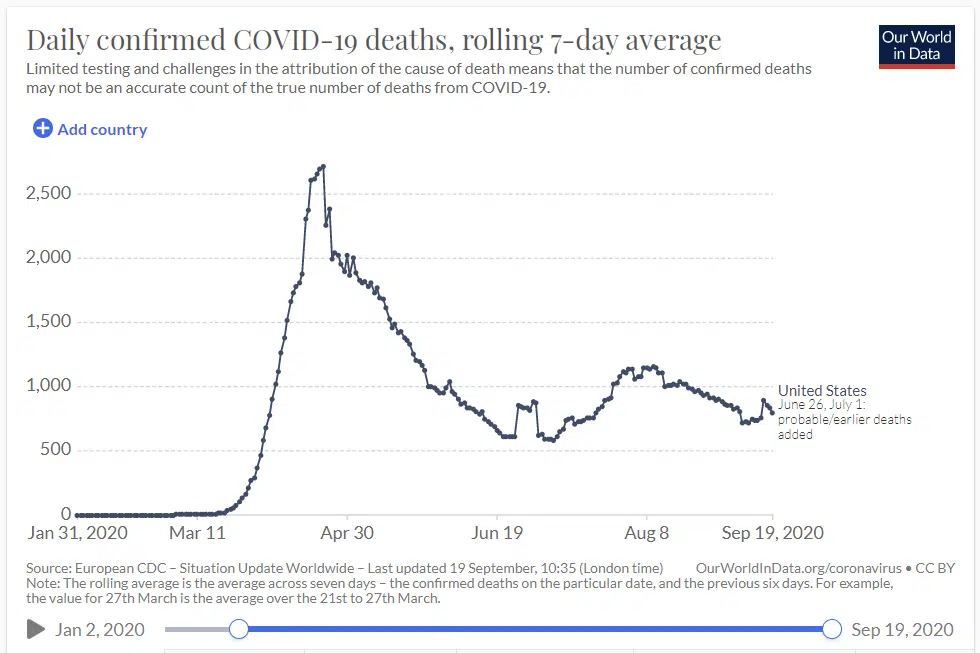 Daily confirmed COVID-19 deaths, rolling 7-day average
Our World
in Data
Limited testing and challenges in the attribution of the cause of death means that the number of confirmed deaths
may not be an accurate count of the true number of deaths from COVID-19.
Add country
2,500
2,000
1,500
1,000
500
0
United States
June 26, July 1:
probable/earlier deaths
added
Jan 31, 2020
Mar 11
Apr 30
Jun 19
Aug 8
Sep 19, 2020
Source: European CDC – Situation Update Worldwide – Last updated 19 September, 10:35 (London time)
OurWorldInData.org/coronavirus • CC BY
Note: The rolling average is the average across seven days – the confirmed deaths on the particular date, and the previous six days. For example,
the value for 27th March is the average over the 21st to 27th March.
Jan 2, 2020
Sep 19, 2020